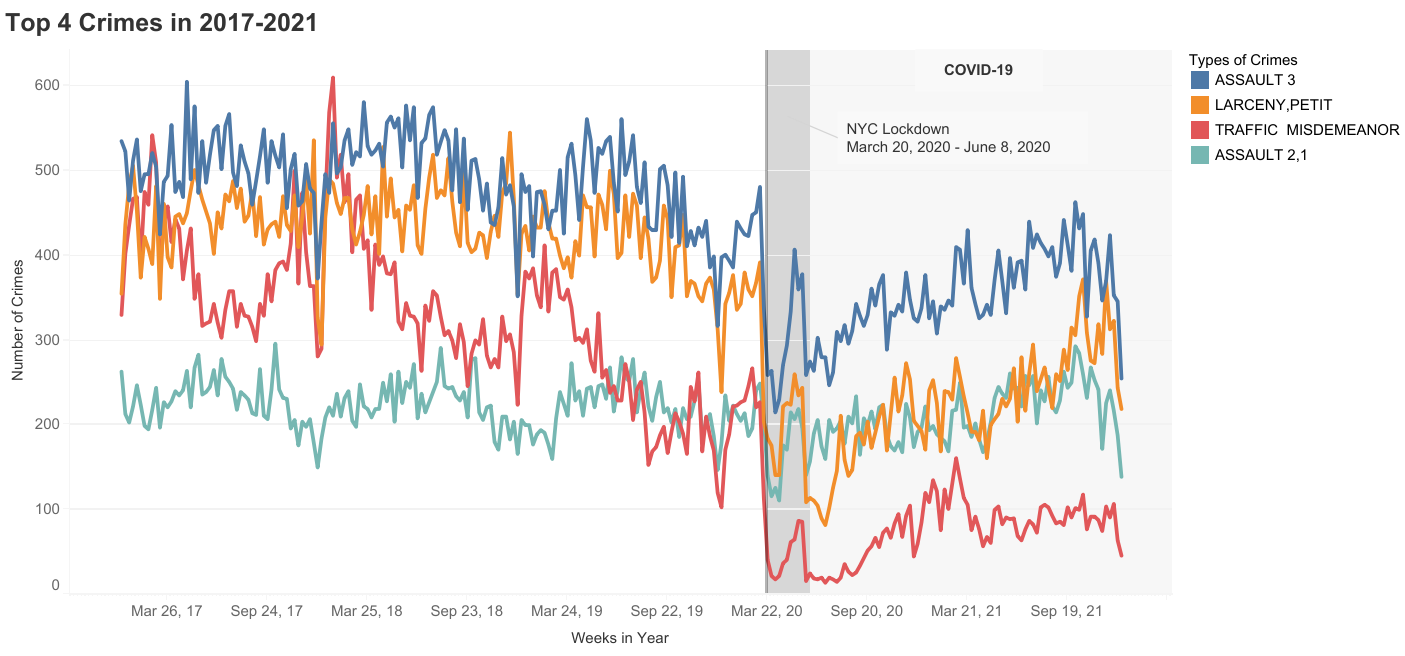 Top 4 Crimes in 2017-2021
Types of Crimes
ASSAULT 3
LARCENY,PETIT
TRAFFIC  MISDEMEANOR
ASSAULT 2,1
COVID-19
NYC Lockdown
March 20, 2020 - June 8, 2020
Number of Crimes
600
500
400
300
200
100
0
Mar 26, 17
Sep 24, 17
Mar 25, 18
Sep 23, 18
Mar 24, 19
Sep 22, 19
Mar 22, 20
Sep 20, 20
Mar 21, 21
Sep 19, 21
Weeks in Year